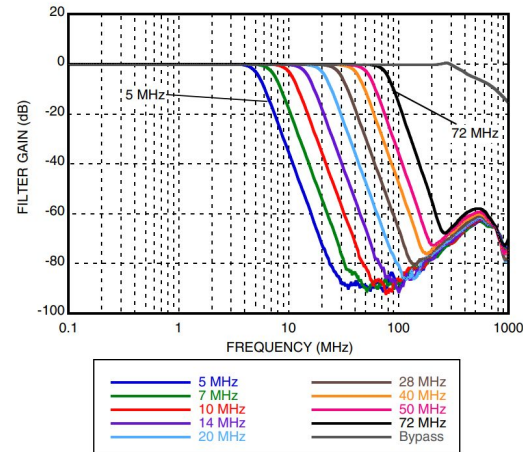 20
0
-20
-40
-60
-80
-100
FILTER GAIN (dB)
5 MHz
72 MHz
0.1 1 10 100 1000
FREQUENCY (MHz)
5 MHz
7 MHz
10 MHz
14 MHz
20 MHz
28 MHz
40 MHz
50 MHz
72 MHz
Bypass